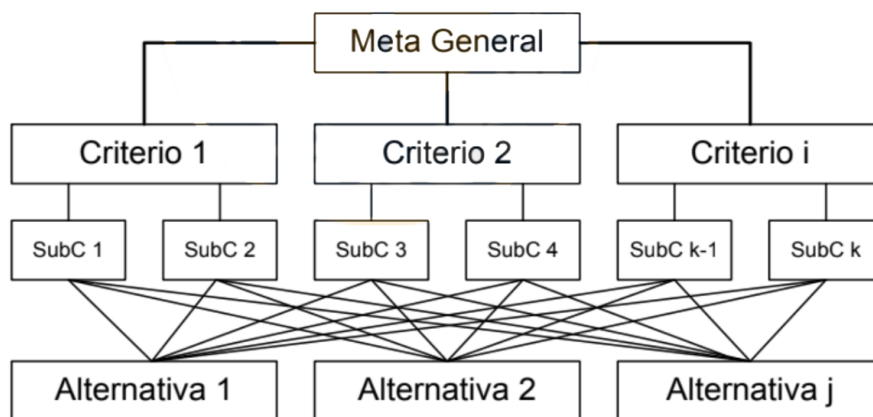 Meta General
Criterio 1
Criterio 2
Criterio i
SubC 1
SubC 2
SubC 3
SubC 4
SubC k-1
SubC k
Alternativa 1
Alternativa 2
Alternativa j